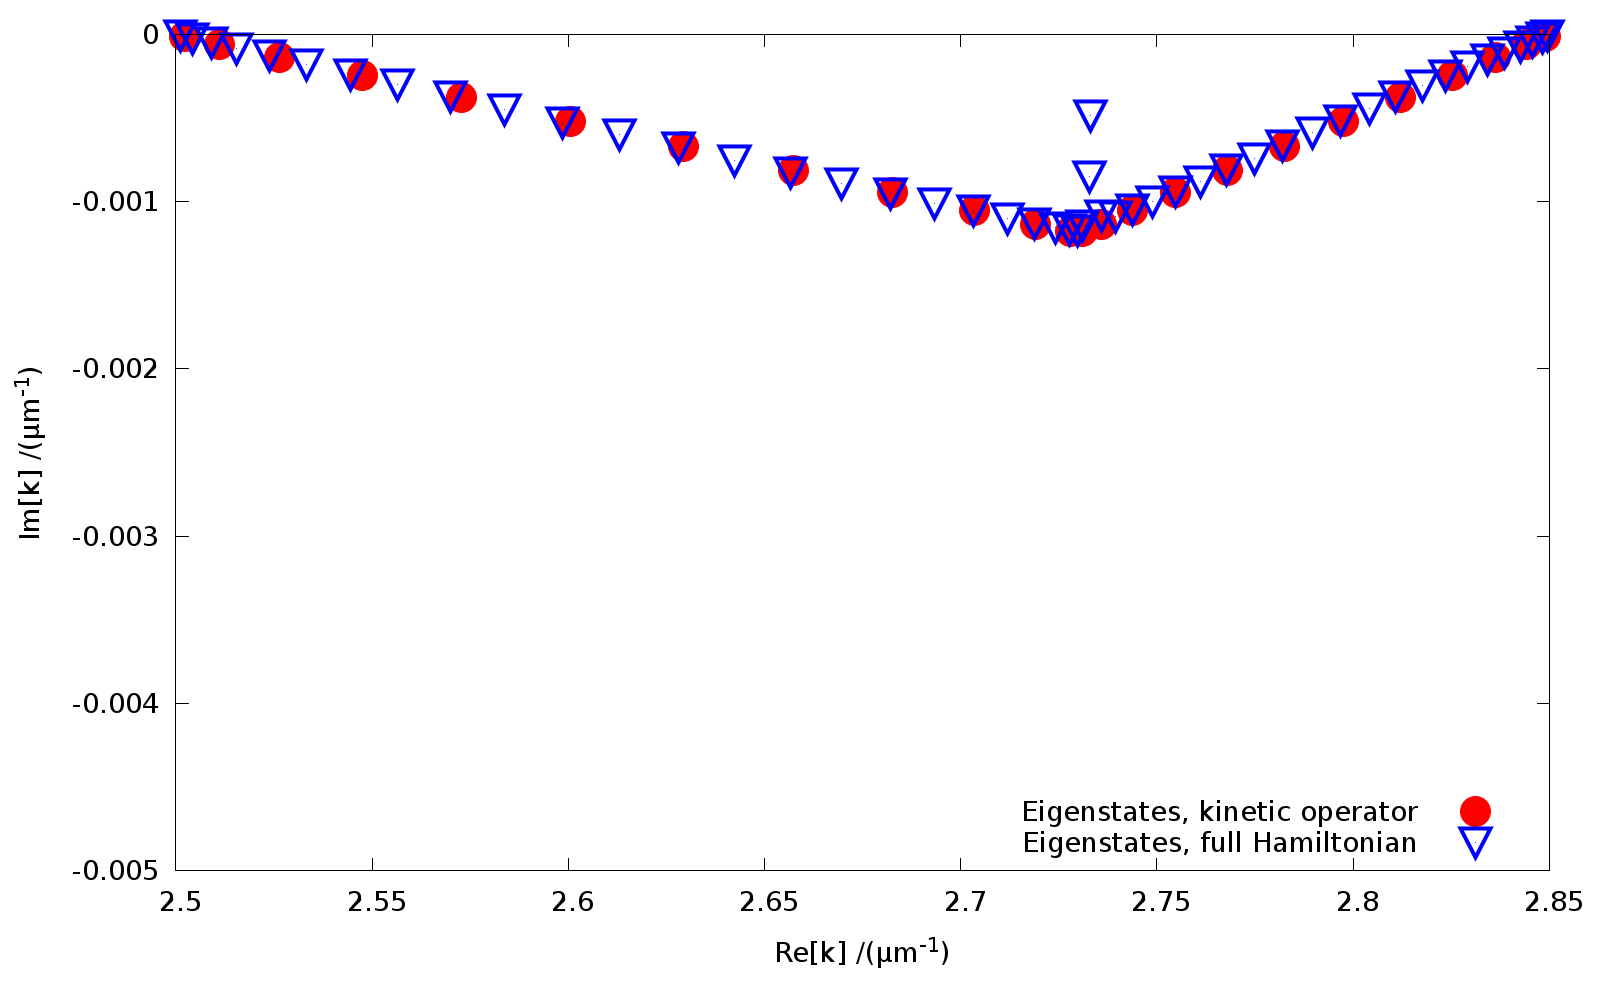 0
-0.001
-0.002
-0.003
-0.004
-0.005
2.5 2.55 2.6 2.65 2.7 2.75 2.8 2.85
Im[k] /(µm⁻¹)
Re[k] /(µm⁻¹)
Eigenstates, kinetic operator
Eigenstates, full Hamiltonian